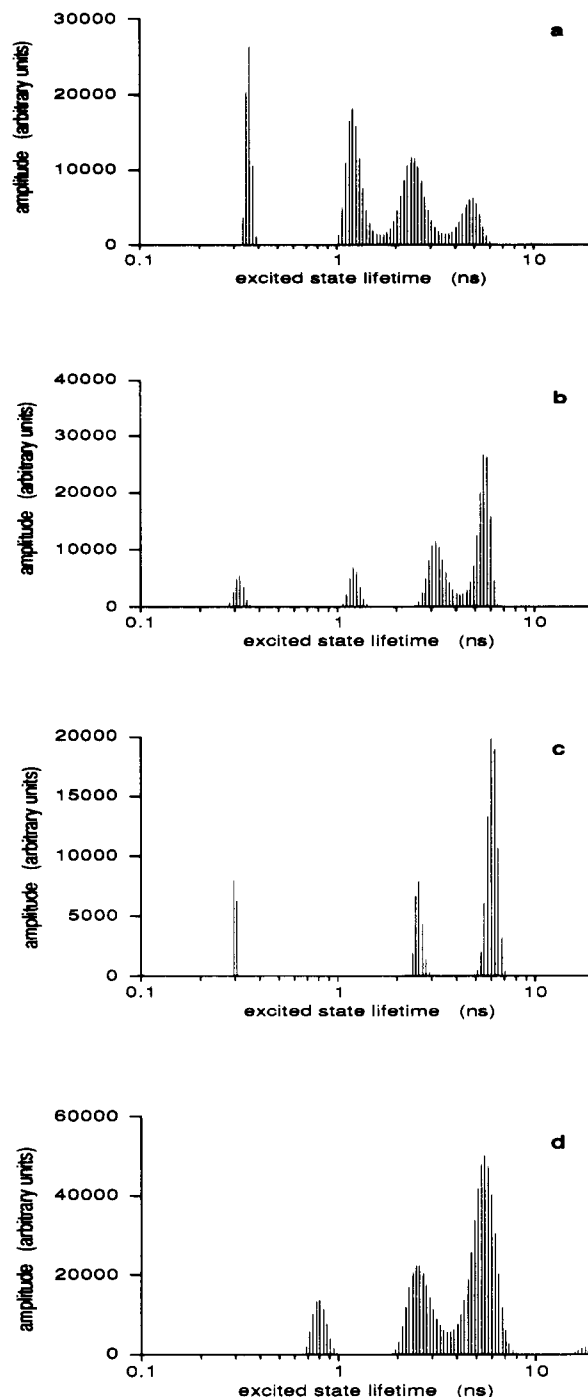 a
30000
20000
10000
0
amplitude (arbitrary units)
0.1
1
10
excited state lifetime (ns)
b
40000
30000
20000
10000
0
amplitude (arbitrary units)
0.1
1
10
excited state lifetime (ns)
c
20000
15000
10000
5000
0
amplitude (arbitrary units)
0.1
1
10
excited state lifetime (ns)
d
60000
40000
20000
0
amplitude (arbitrary units)
0.1
1
10
excited state lifetime (ns)